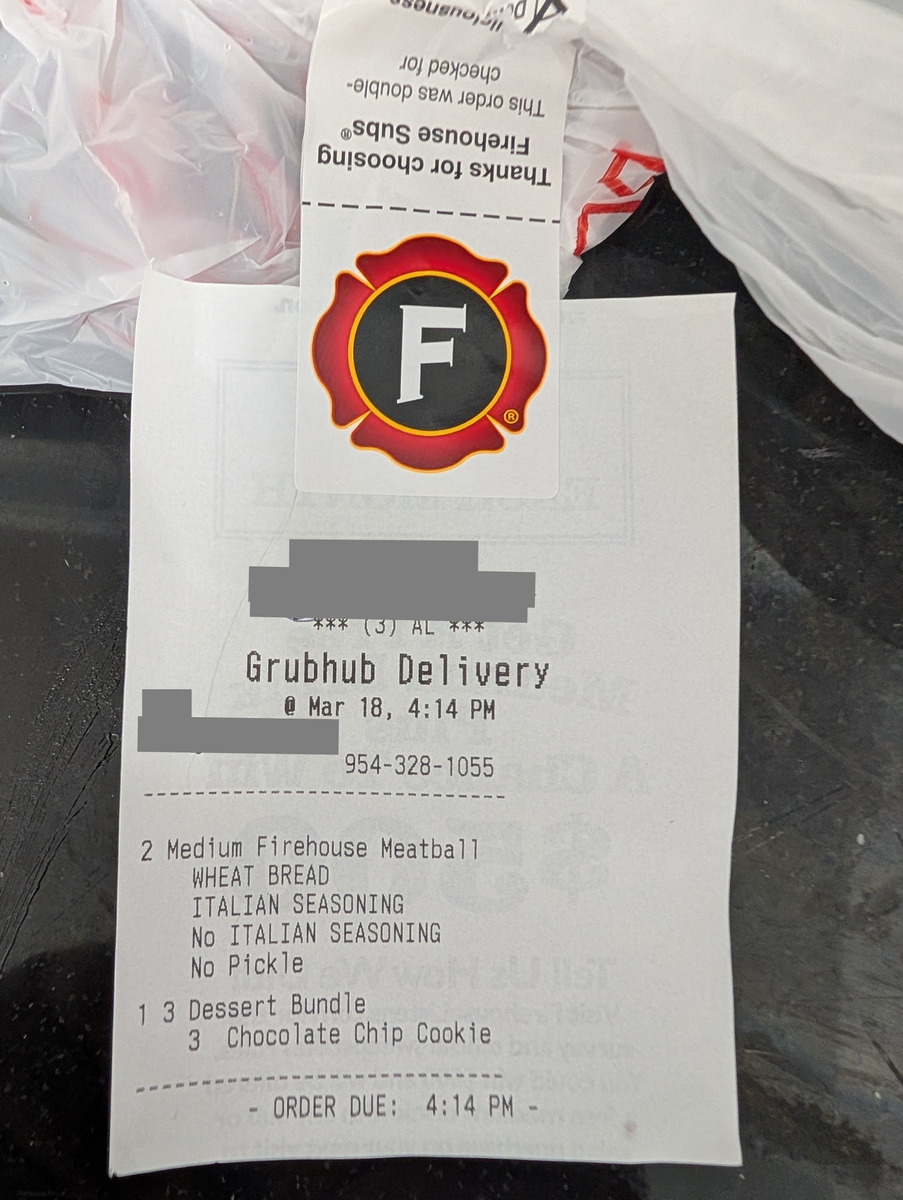 Thanks for choosing
Firehouse Subs®
This order was double-
checked for
F
®
*** (3) AL ***
Grubhub Delivery
@ Mar 18, 4:14 PM
954-328-1055
2 Medium Firehouse Meatball
WHEAT BREAD
ITALIAN SEASONING
No ITALIAN SEASONING
No Pickle
1 3 Dessert Bundle
3 Chocolate Chip Cookie
- ORDER DUE: 4:14 PM -